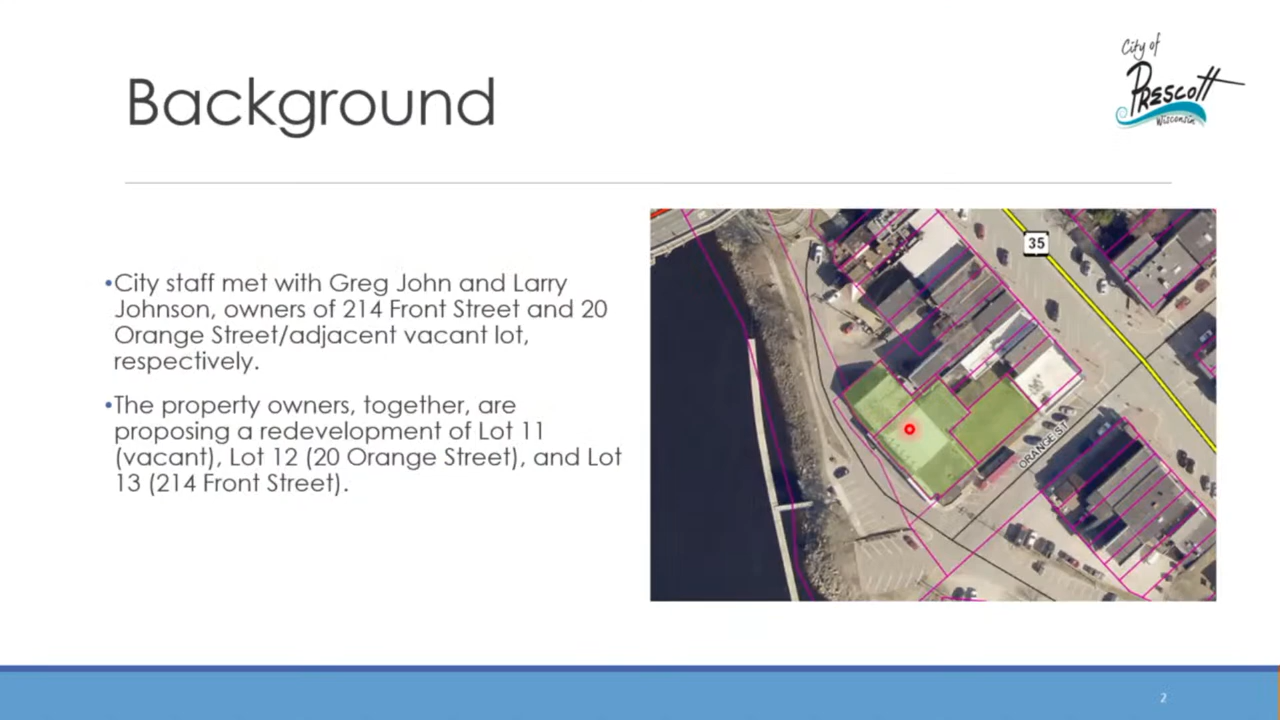 Background
City of
PRESCOTT
Wisconsin
•City staff met with Greg John and Larry
Johnson, owners of 214 Front Street and 20
Orange Street/adjacent vacant lot,
respectively.
•The property owners, together, are
proposing a redevelopment of Lot 11
(vacant), Lot 12 (20 Orange Street), and Lot
13 (214 Front Street).
35
ORANGE ST
2